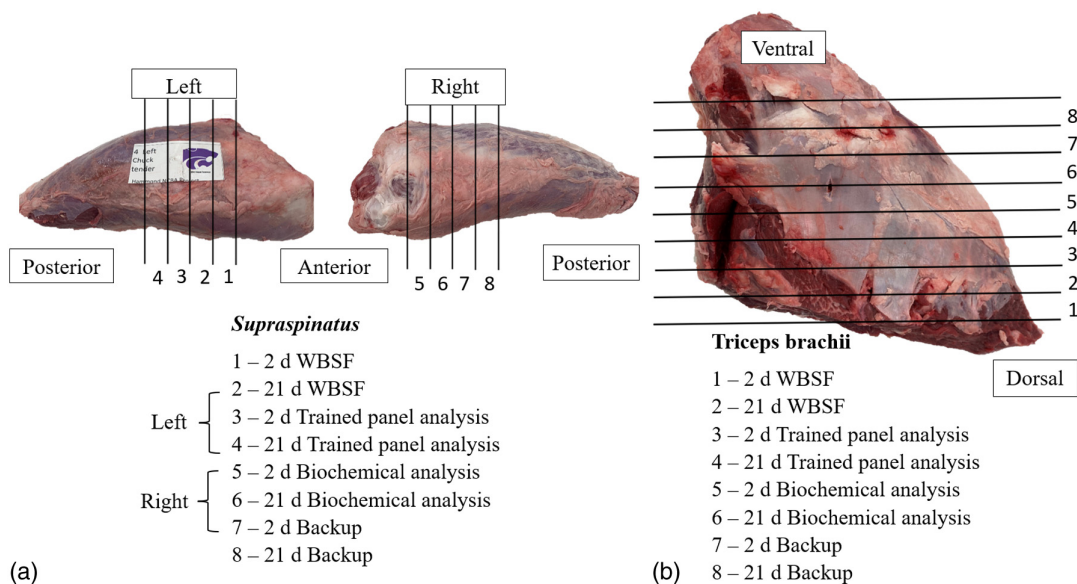 Left
Right
4 Left
Chuck
tender
Posterior
4 3 2 1
Anterior
5 6 7 8
Posterior
Supraspinatus
1 – 2 d WBSF
2 – 21 d WBSF
Left
3 – 2 d Trained panel analysis
4 – 21 d Trained panel analysis
5 – 2 d Biochemical analysis
Right
6 – 21 d Biochemical analysis
7 – 2 d Backup
8 – 21 d Backup
(a)
Ventral
8
7
6
5
4
3
2
1
Dorsal
Triceps brachii
1 – 2 d WBSF
2 – 21 d WBSF
3 – 2 d Trained panel analysis
4 – 21 d Trained panel analysis
5 – 2 d Biochemical analysis
6 – 21 d Biochemical analysis
7 – 2 d Backup
8 – 21 d Backup
(b)